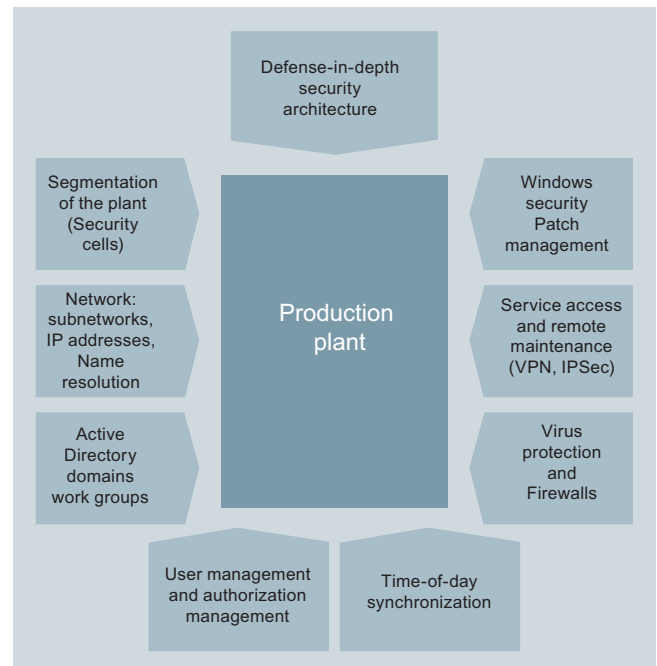 Defense-in-depth
security
architecture
Segmentation
of the plant
(Security
cells)
Windows
security
Patch
management
Network:
subnetworks,
IP addresses,
Name
resolution
Production
plant
Service access
and remote
maintenance
(VPN, IPSec)
Active
Directory
domains
work groups
Virus
protection
and
Firewalls
User management
and authorization
management
Time-of-day
synchronization